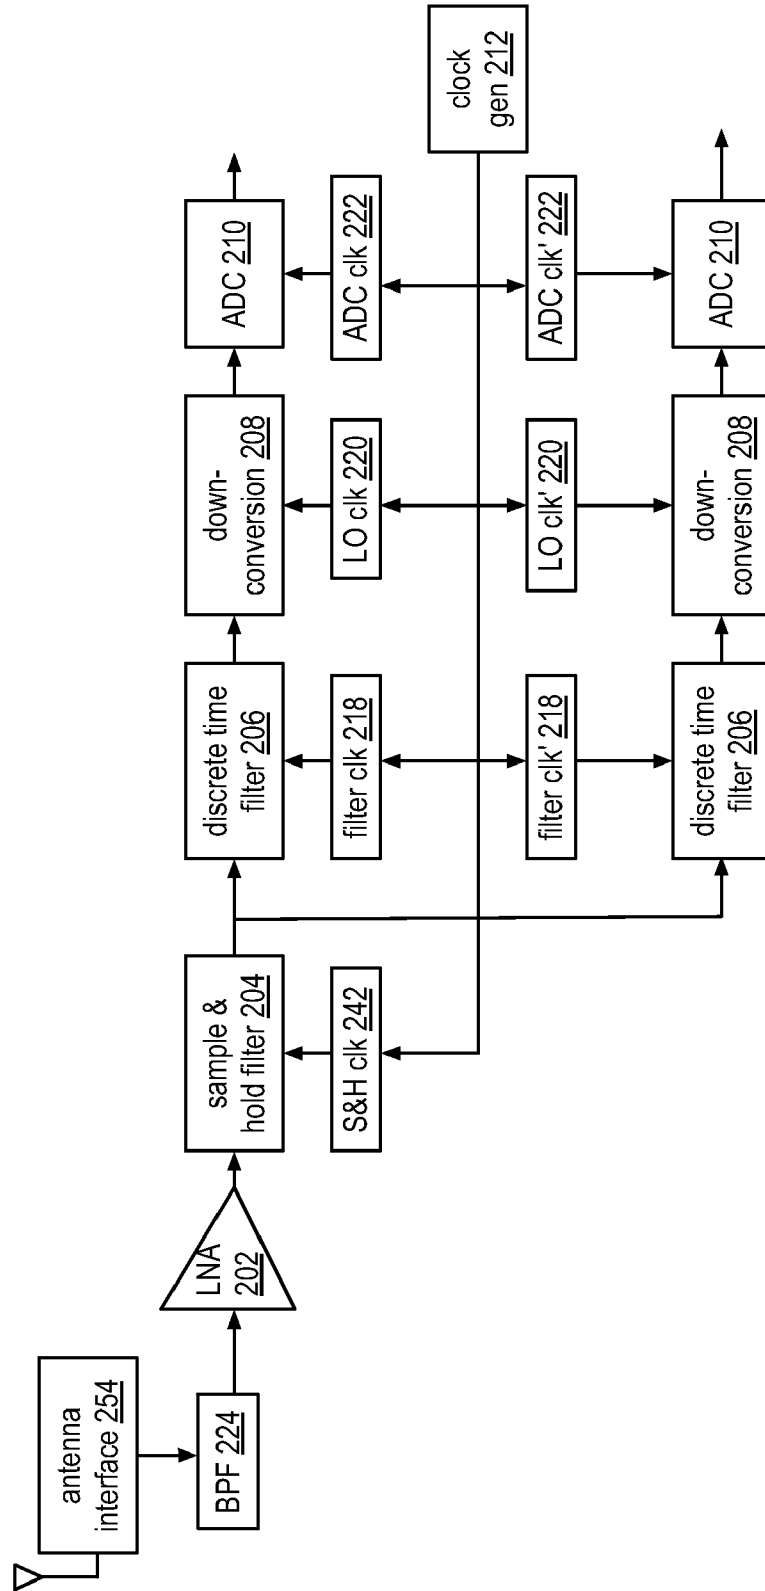 antenna
interface 254
BPF 224
LNA
202
sample &
hold filter 204
S&H clk 242
discrete time
filter 206
filter clk 218
filter clk' 218
discrete time
filter 206
down-
conversion 208
LO clk 220
LO clk' 220
down-
conversion 208
ADC 210
ADC clk 222
ADC clk' 222
ADC 210
clock
gen 212